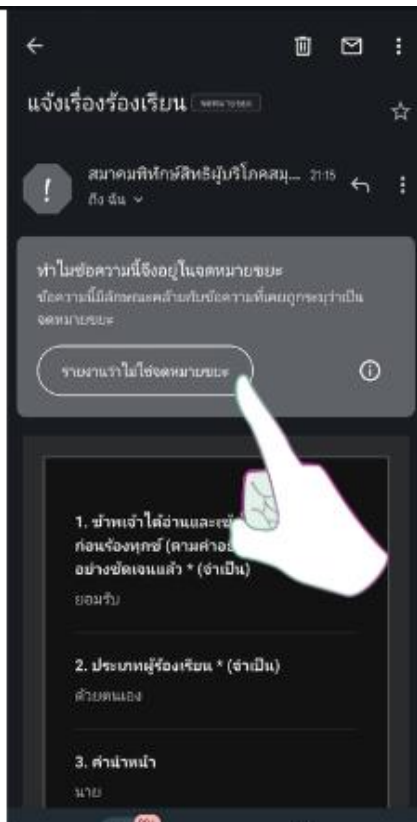 แจ้งเรื่องร้องเรียน จดหมายขยะ
สมาคมพิทักษ์สิทธิผู้บริโภคสมุ... 21:15
ถึง ฉัน
ทำไมข้อความนี้จึงอยู่ในจดหมายขยะ
ข้อความนี้มีลักษณะคล้ายกับข้อความที่เคยถูกระบุว่าเป็น
จดหมายขยะ
รายงานว่าไม่ใช่จดหมายขยะ
1. ข้าพเจ้าได้อ่านและ
ก่อนร้องทุกข์ (ตาม
อย่างชัดเจนแล้ว * (จำเป็น)
ยอมรับ
2. ประเภทผู้ร้องเรียน * (จำเป็น)
ด้วยตนเอง
3. คำนำหน้า
นาย